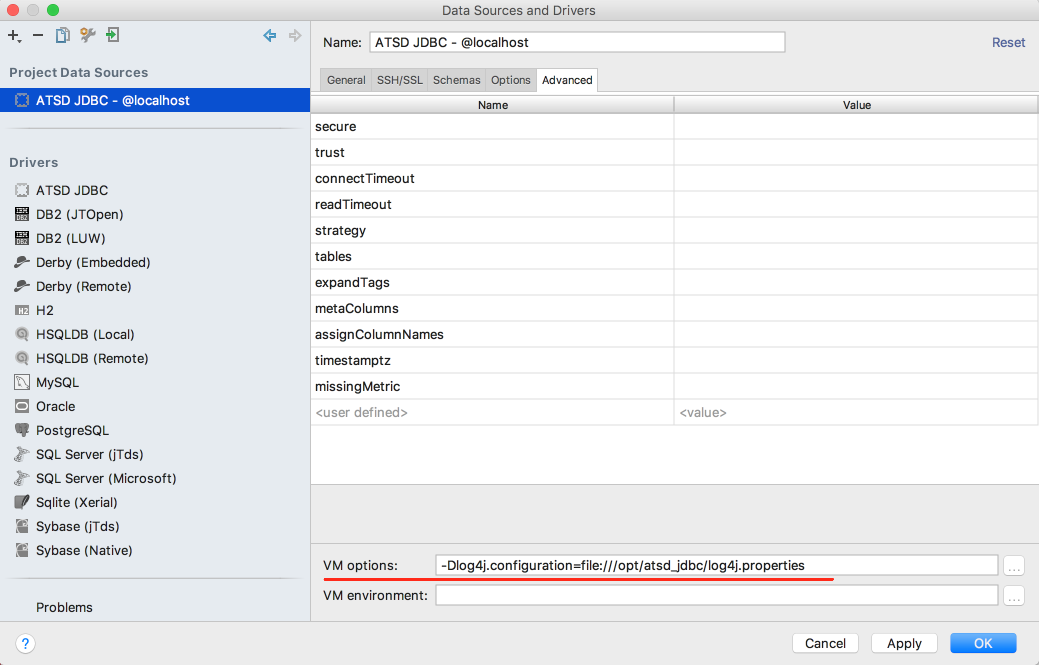 Data Sources and Drivers
Project Data Sources
ATSD JDBC - @localhost
Drivers
ATSD JDBC
DB2 (JTOpen)
DB2 (LUW)
Derby (Embedded)
Derby (Remote)
H2
HSQLDB (Local)
HSQLDB (Remote)
MySQL
Oracle
PostgreSQL
SQL Server (jTds)
SQL Server (Microsoft)
Sqlite (Xerial)
Sybase (jTds)
Sybase (Native)
Problems
?
Name: ATSD JDBC - @localhost Reset
General SSH/SSL Schemas Options Advanced
Name Value
secure
trust
connectTimeout
readTimeout
strategy
tables
expandTags
metaColumns
assignColumnNames
timestamptz
missingMetric
<user defined> <value>
VM options: -Dlog4j.configuration=file:///opt/atsd_jdbc/log4j.properties ...
VM environment: ...
Cancel Apply OK